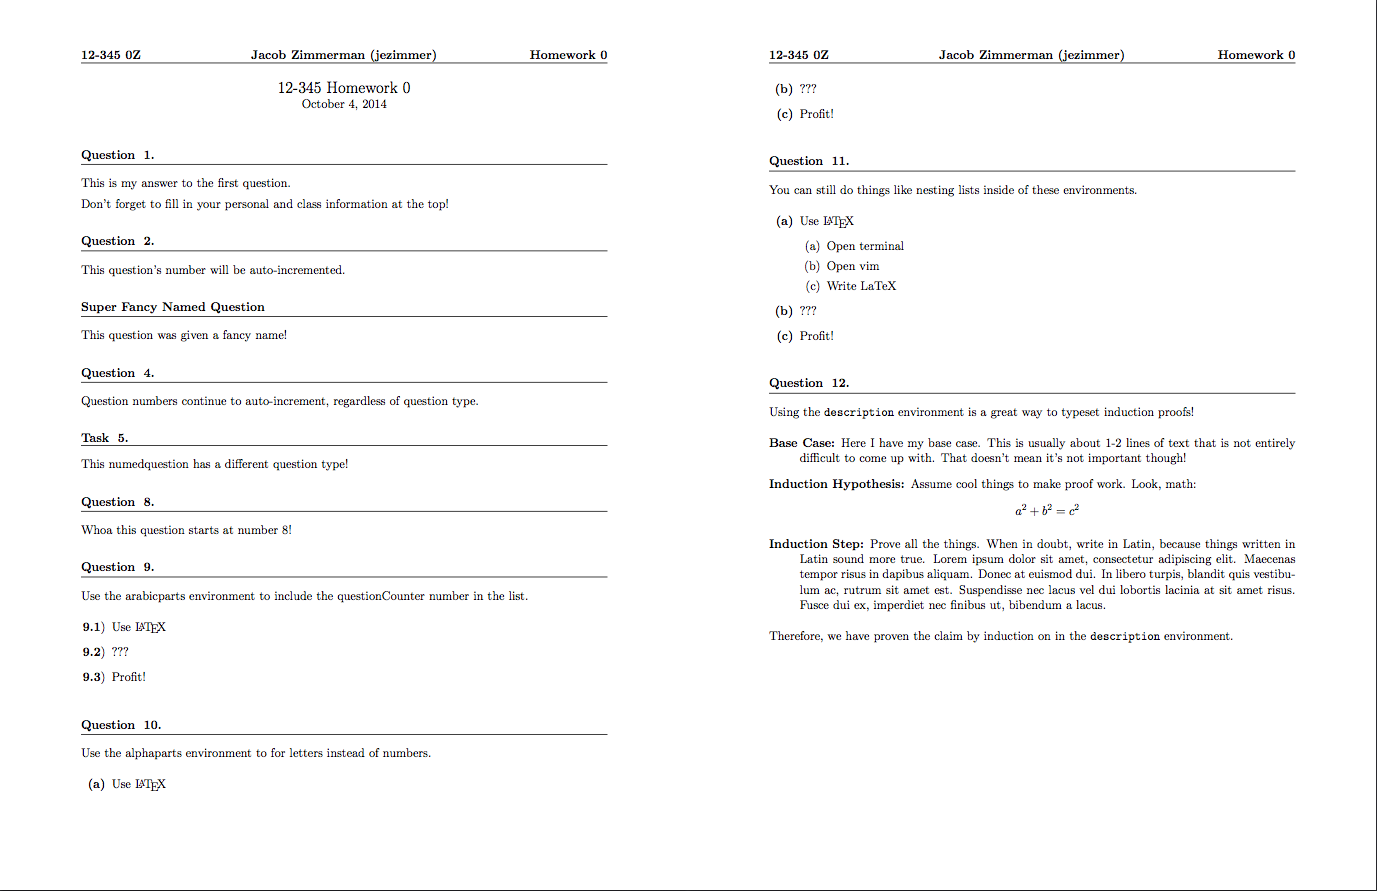 12-345 0Z Jacob Zimmerman (jezimmer) Homework 0
12-345 Homework 0
October 4, 2014
Question 1.
This is my answer to the first question.
Don't forget to fill in your personal and class information at the top!
Question 2.
This question's number will be auto-incremented.
Super Fancy Named Question
This question was given a fancy name!
Question 4.
Question numbers continue to auto-increment, regardless of question type.
Task 5.
This numedquestion has a different question type!
Question 8.
Whoa this question starts at number 8!
Question 9.
Use the arabicparts environment to include the questionCounter number in the list.
9.1) Use LATEX
9.2) ???
9.3) Profit!
Question 10.
Use the alphaparts environment to for letters instead of numbers.
(a) Use LATEX
12-345 0Z Jacob Zimmerman (jezimmer) Homework 0
(b) ???
(c) Profit!
Question 11.
You can still do things like nesting lists inside of these environments.
(a) Use LATEX
(a) Open terminal
(b) Open vim
(c) Write LaTeX
(b) ???
(c) Profit!
Question 12.
Using the description environment is a great way to typeset induction proofs!
Base Case: Here I have my base case. This is usually about 1-2 lines of text that is not entirely
difficult to come up with. That doesn't mean it's not important though!
Induction Hypothesis: Assume cool things to make proof work. Look, math:
a² + b² = c²
Induction Step: Prove all the things. When in doubt, write in Latin, because things written in
Latin sound more true. Lorem ipsum dolor sit amet, consectetur adipiscing elit. Maecenas
tempor risus in dapibus aliquam. Donec at euismod dui. In libero turpis, blandit quis vestibu-
lum ac, rutrum sit amet est. Suspendisse nec lacus vel dui lobortis lacinia at sit amet risus.
Fusce dui ex, imperdiet nec finibus ut, bibendum a lacus.
Therefore, we have proven the claim by induction on in the description environment.